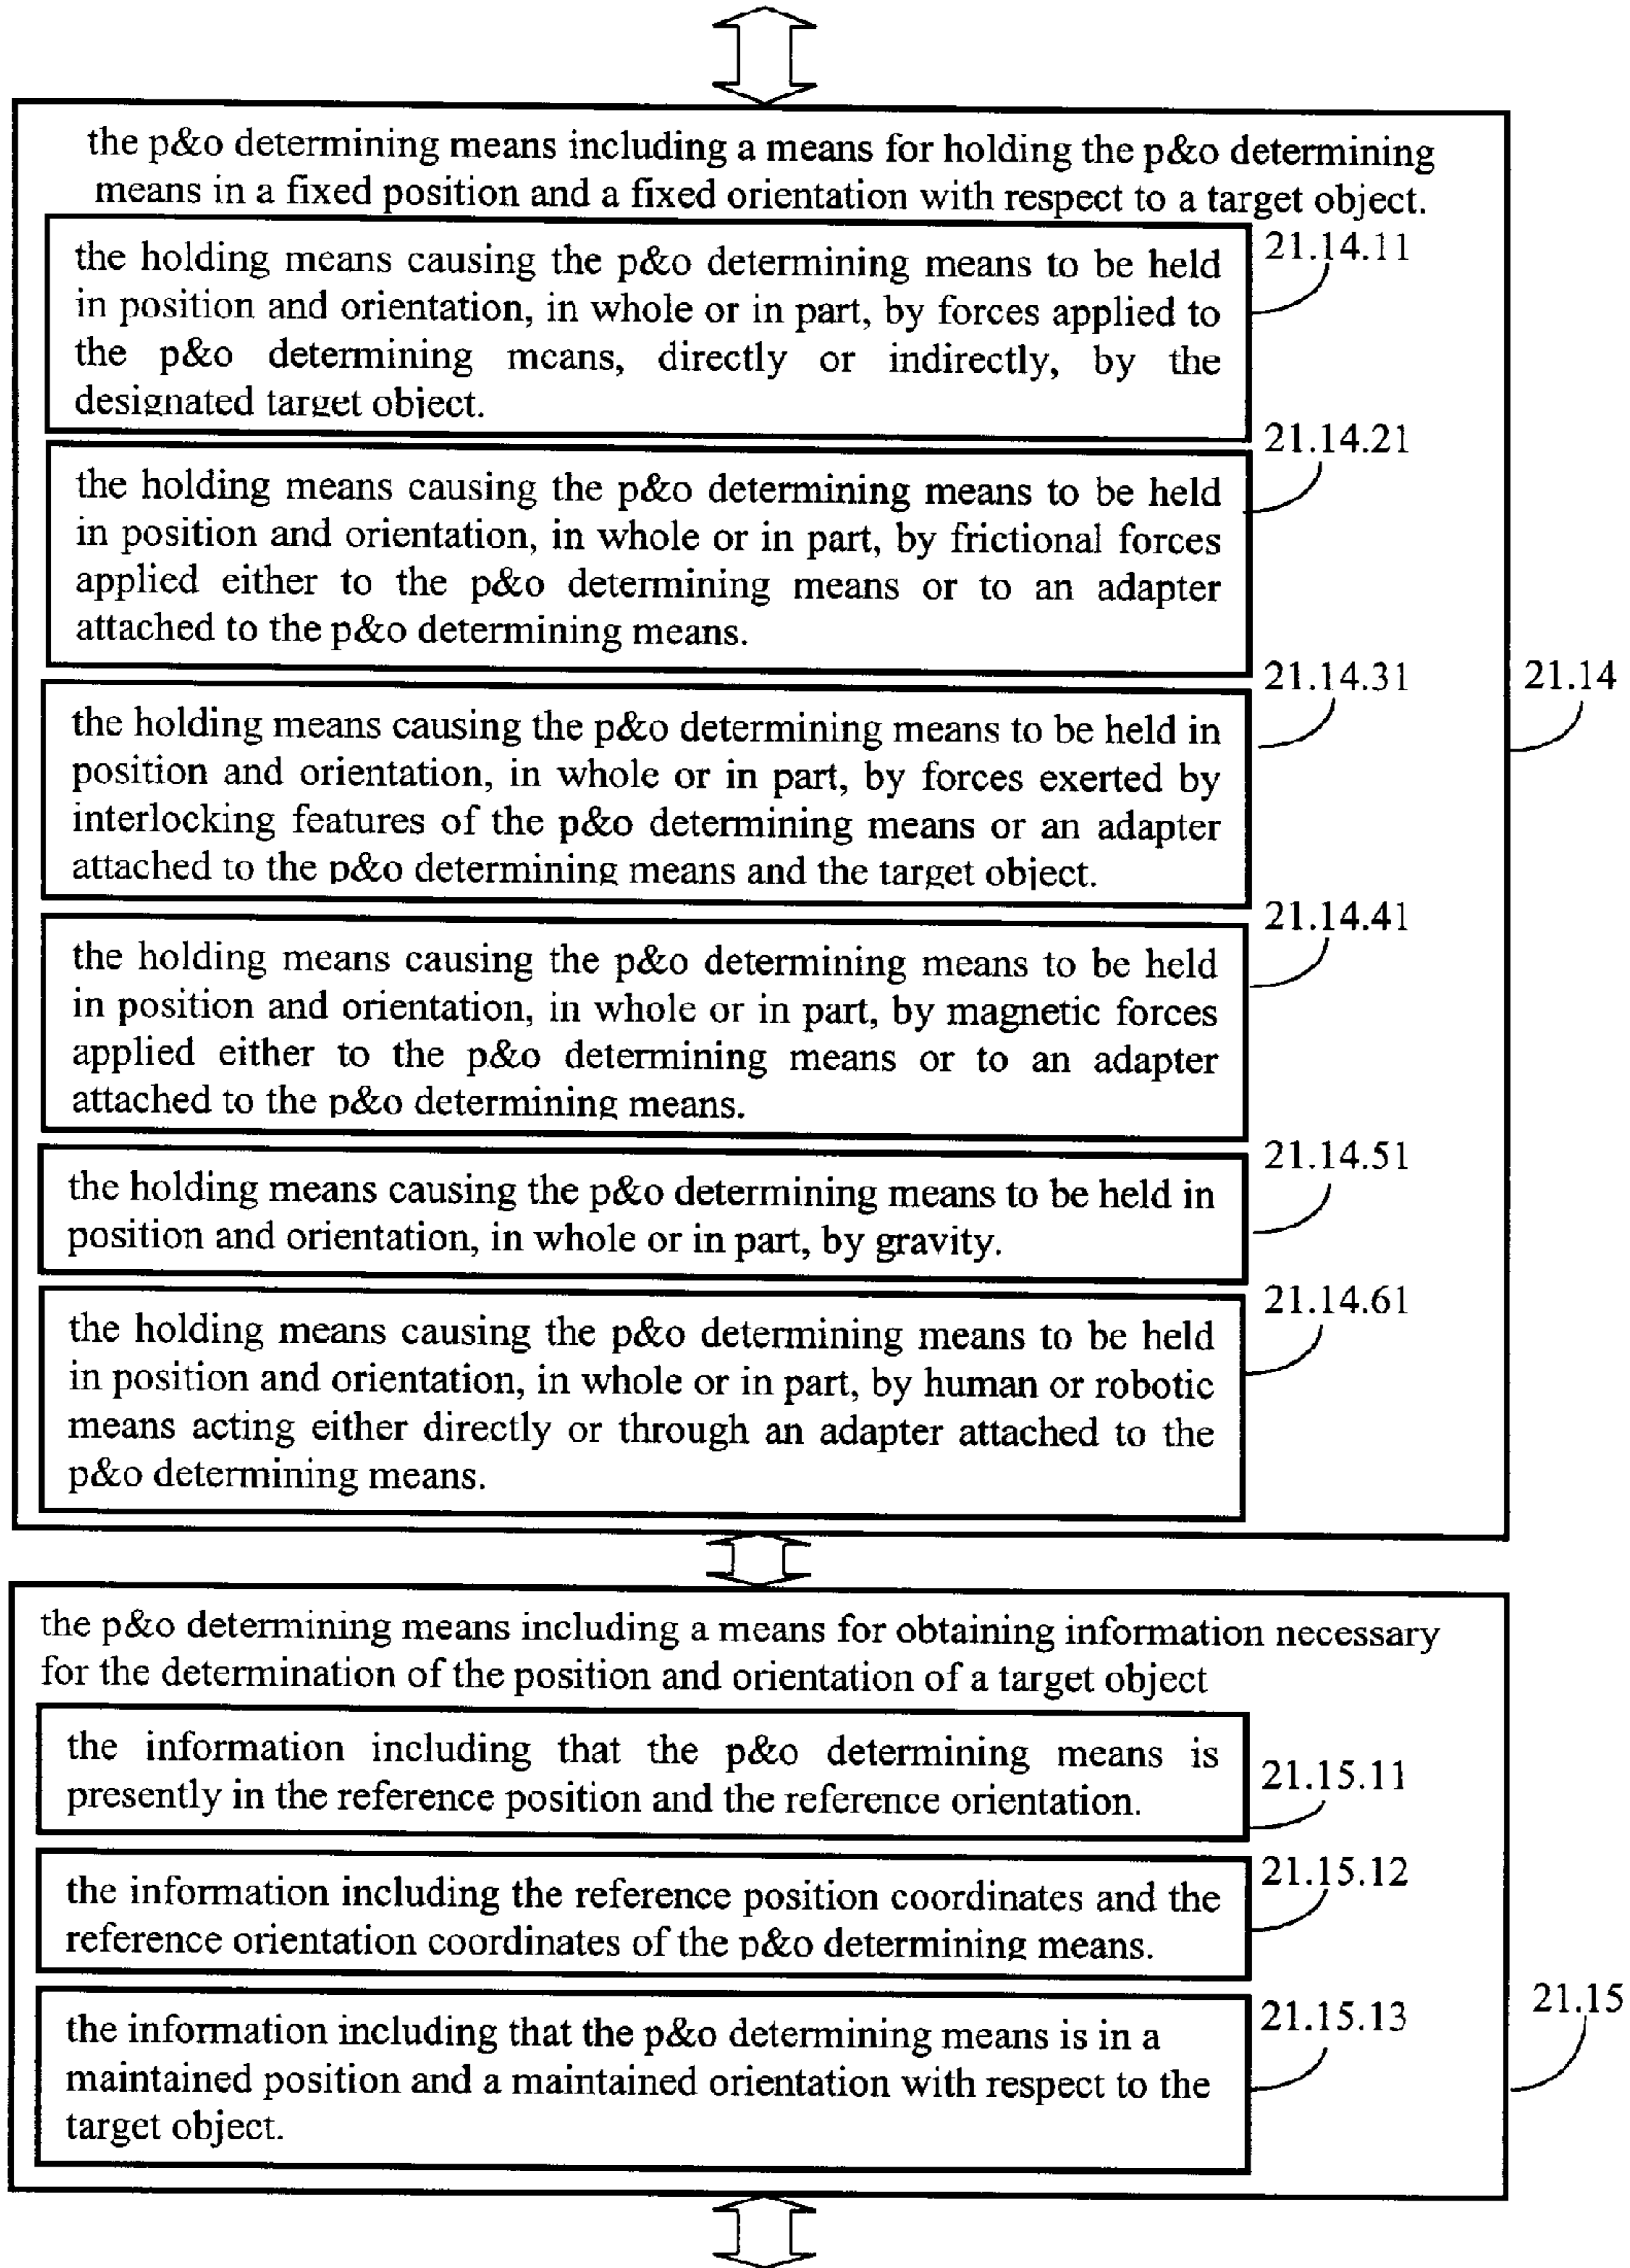 the p&o determining means including a means for holding the p&o determining
means in a fixed position and a fixed orientation with respect to a target object.
the holding means causing the p&o determining means to be held
in position and orientation, in whole or in part, by forces applied to
the p&o determining means, directly or indirectly, by the
designated target object.
21.14.11
the holding means causing the p&o determining means to be held
in position and orientation, in whole or in part, by frictional forces
applied either to the p&o determining means or to an adapter
attached to the p&o determining means.
21.14.21
the holding means causing the p&o determining means to be held in
position and orientation, in whole or in part, by forces exerted by
interlocking features of the p&o determining means or an adapter
attached to the p&o determining means and the target object.
21.14.31
21.14
the holding means causing the p&o determining means to be held
in position and orientation, in whole or in part, by magnetic forces
applied either to the p&o determining means or to an adapter
attached to the p&o determining means.
21.14.41
the holding means causing the p&o determining means to be held in
position and orientation, in whole or in part, by gravity.
21.14.51
the holding means causing the p&o determining means to be held
in position and orientation, in whole or in part, by human or robotic
means acting either directly or through an adapter attached to the
p&o determining means.
21.14.61
the p&o determining means including a means for obtaining information necessary
for the determination of the position and orientation of a target object
the information including that the p&o determining means is
presently in the reference position and the reference orientation.
21.15.11
the information including the reference position coordinates and the
reference orientation coordinates of the p&o determining means.
21.15.12
the information including that the p&o determining means is in a
maintained position and a maintained orientation with respect to the
target object.
21.15.13
21.15